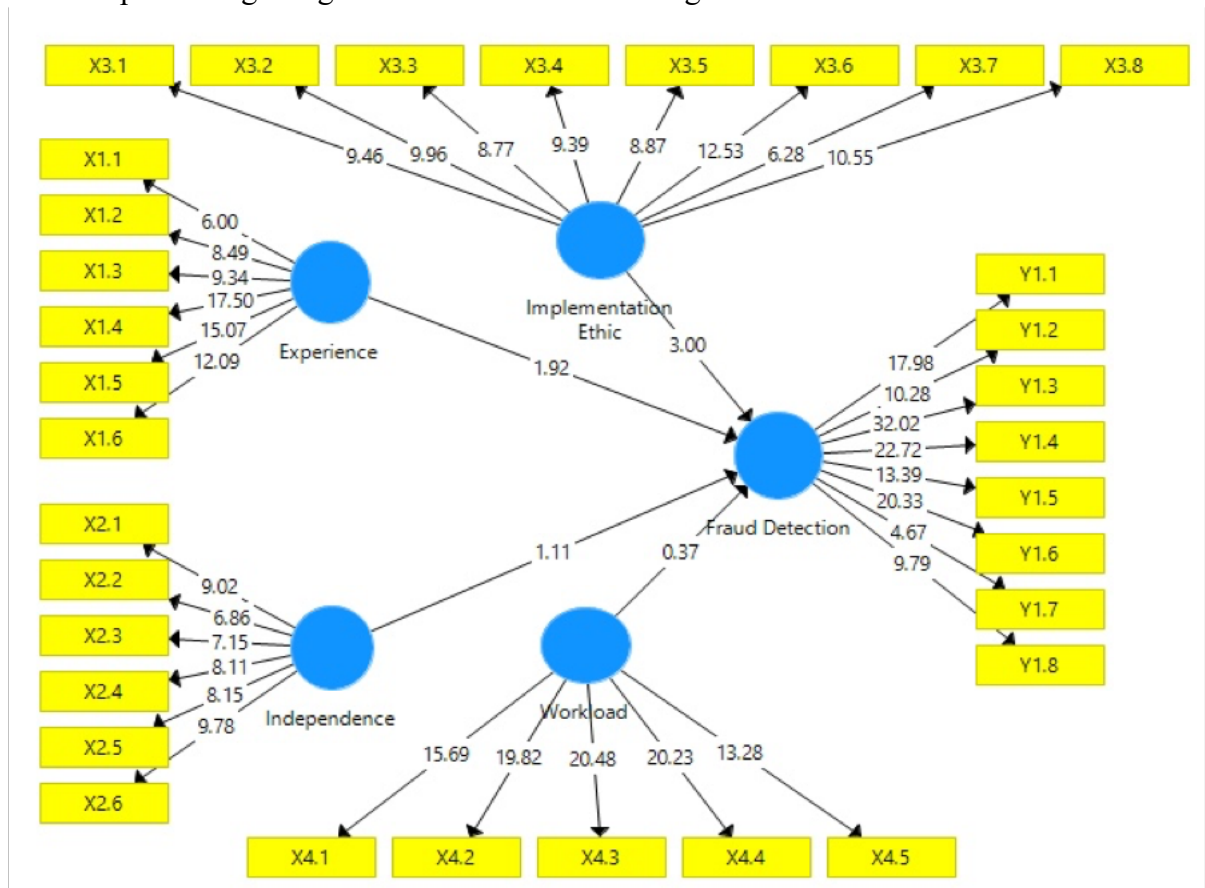 X3.1 X3.2 X3.3 X3.4 X3.5 X3.6 X3.7 X3.8
9.46 9.96 8.77 9.39 8.87 12.53 6.28 10.55
X1.1
X1.2
X1.3
X1.4
X1.5
X1.6
6.00
8.49
9.34
17.50
15.07
12.09
Experience
Implementation
Ethic
1.92
3.00
Y1.1
Y1.2
Y1.3
Y1.4
Y1.5
Y1.6
Y1.7
Y1.8
17.98
10.28
32.02
22.72
13.39
20.33
4.67
9.79
Fraud Detection
X2.1
X2.2
X2.3
X2.4
X2.5
X2.6
9.02
6.86
7.15
8.11
8.15
9.78
Independence
1.11
0.37
Workload
15.69 19.82 20.48 20.23 13.28
X4.1 X4.2 X4.3 X4.4 X4.5